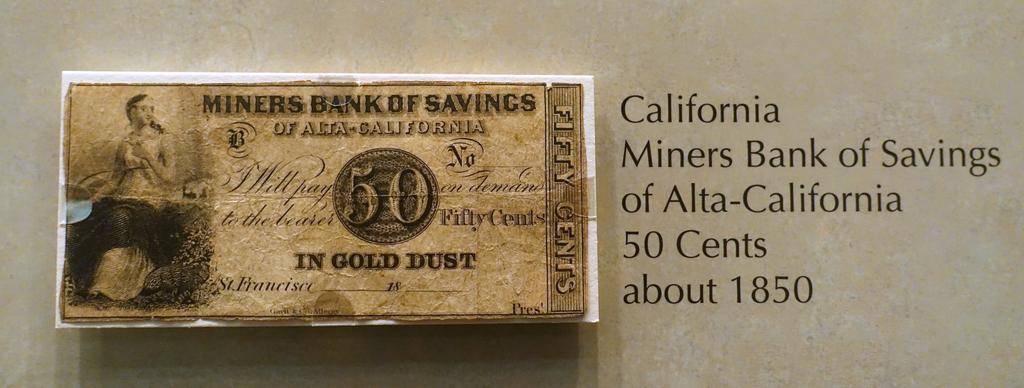 MINERS BANK OF SAVINGS
OF ALTA-CALIFORNIA
B
No
I Will pay 50 on demand
to the bearer Fifty Cents
IN GOLD DUST
St. Francisco 18
Pres.t
FIFTY CENTS
California
Miners Bank of Savings
of Alta-California
50 Cents
about 1850